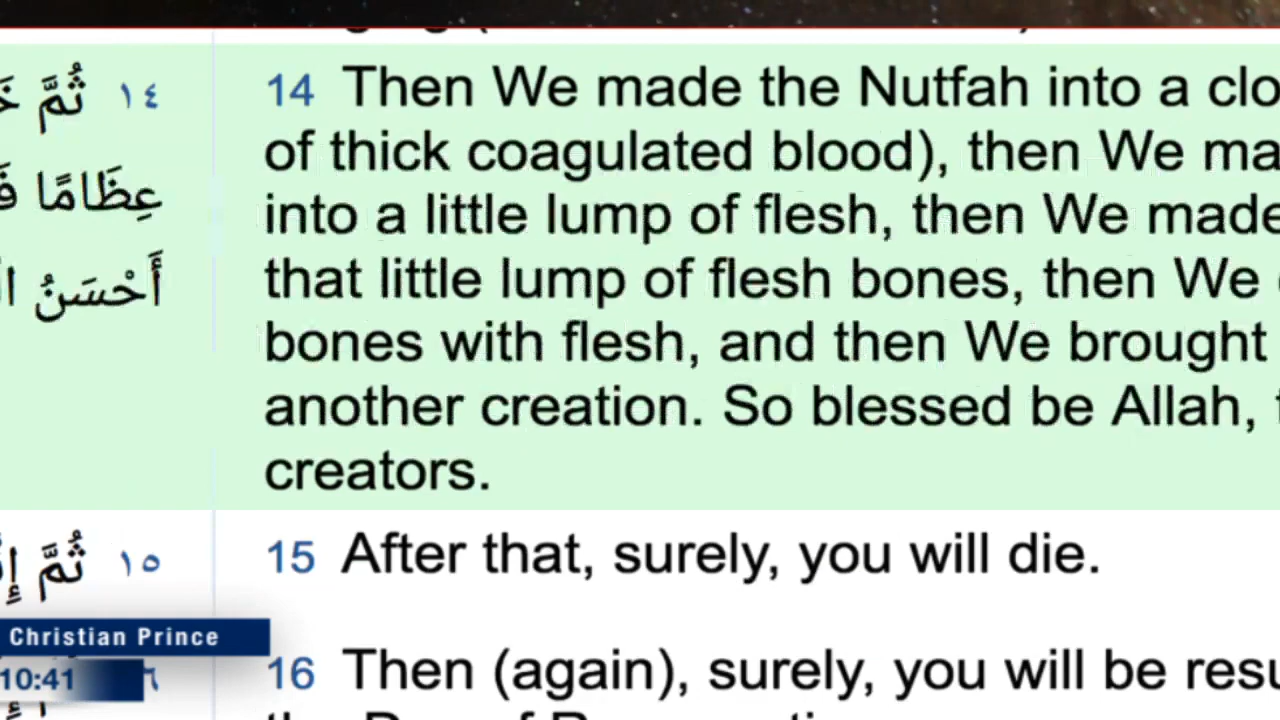 ١٤ ثُمَّ
عِظَامًا
أَحْسَنُ
14 Then We made the Nutfah into a clo
of thick coagulated blood), then We ma
into a little lump of flesh, then We made
that little lump of flesh bones, then We
bones with flesh, and then We brought
another creation. So blessed be Allah,
creators.
١٥ ثُمَّ
15 After that, surely, you will die.
16 Then (again), surely, you will be resu
Christian Prince
10:41